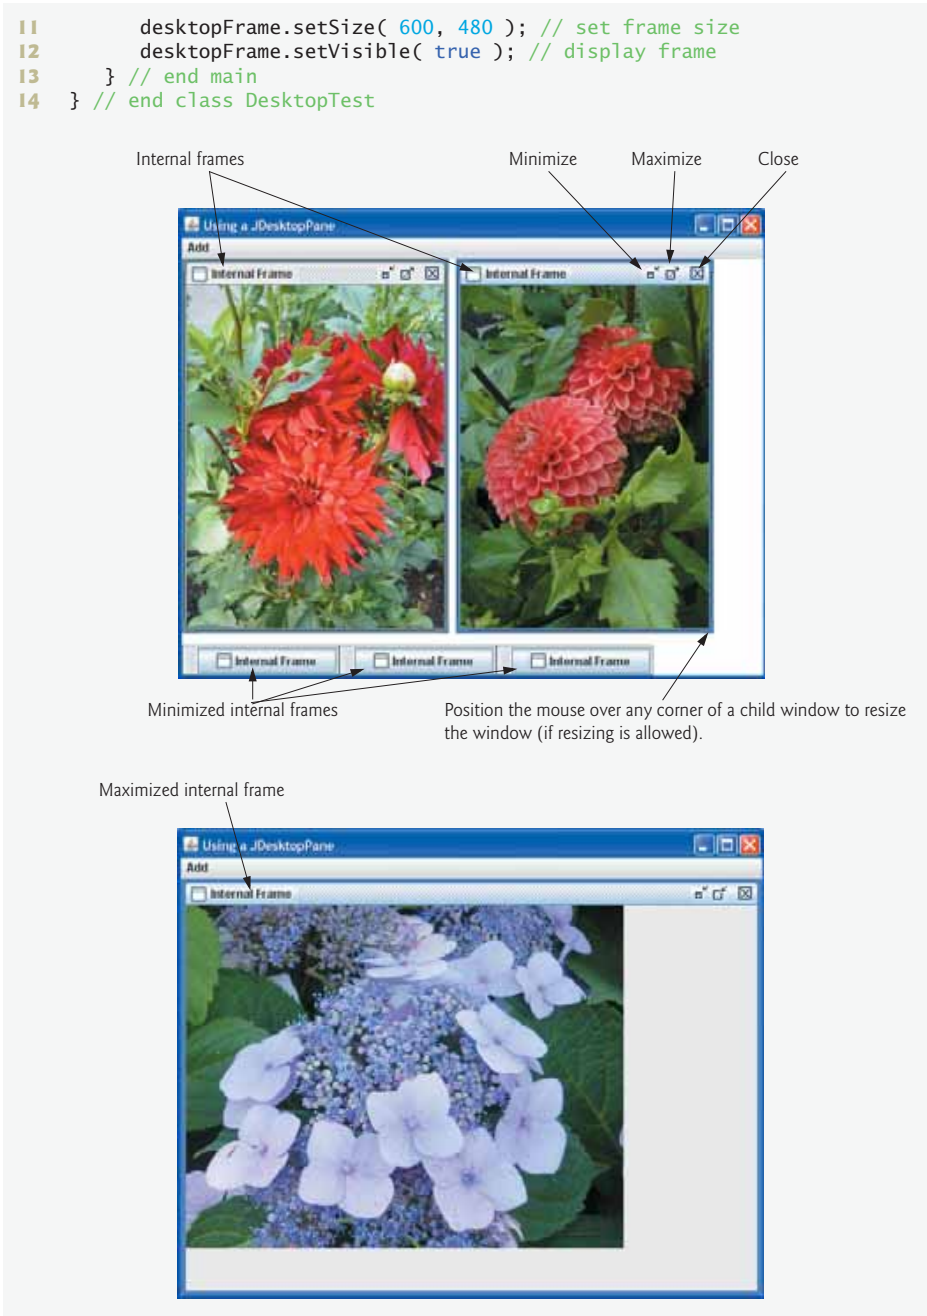 11 desktopFrame.setSize( 600, 480 ); // set frame size
12 desktopFrame.setVisible( true ); // display frame
13 } // end main
14 } // end class DesktopTest
Internal frames Minimize Maximize Close
Using a JDesktopPane
Add
Internal Frame Internal Frame
Internal Frame Internal Frame Internal Frame
Minimized internal frames Position the mouse over any corner of a child window to resize
the window (if resizing is allowed).
Maximized internal frame
Using a JDesktopPane
Add
Internal Frame